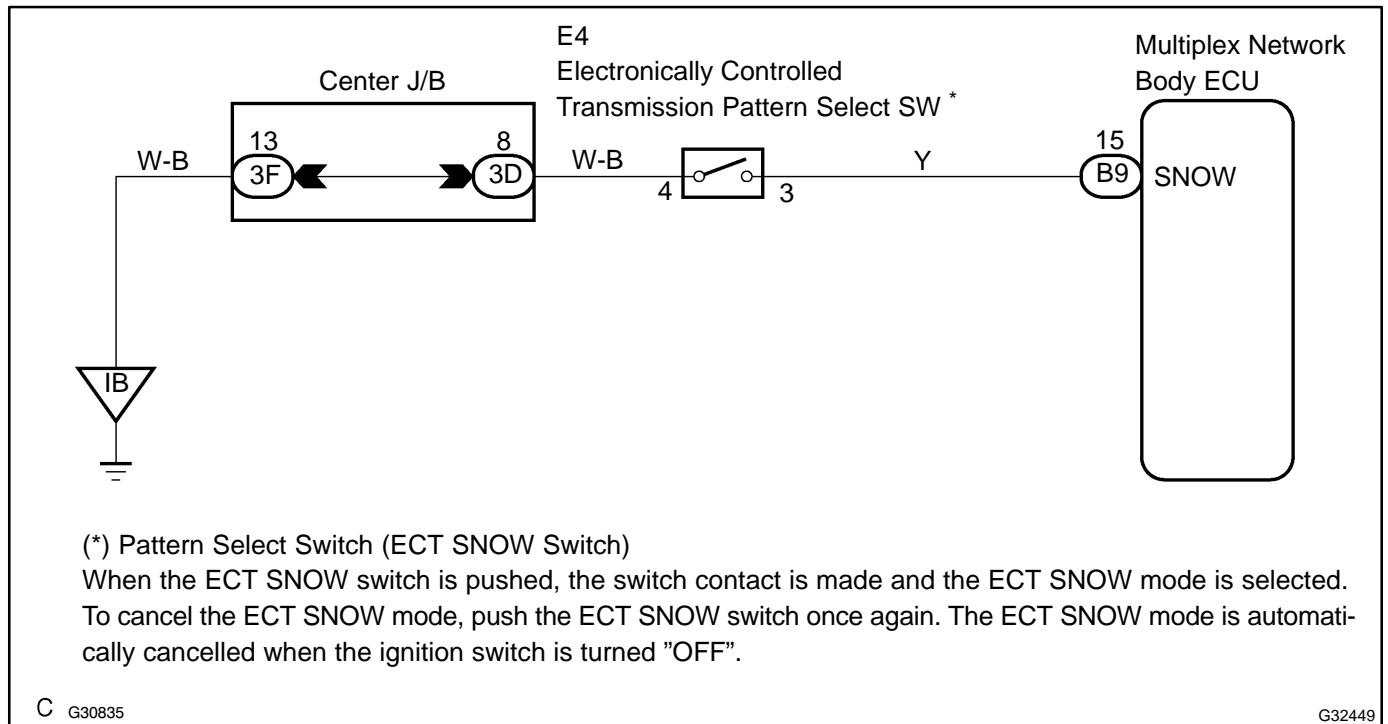 E4
Electronically Controlled
Transmission Pattern Select SW *
Multiplex Network
Body ECU
Center J/B
W-B
13
3F
8
3D
W-B
4
3
Y
15
B9
SNOW
IB
(*) Pattern Select Switch (ECT SNOW Switch)
When the ECT SNOW switch is pushed, the switch contact is made and the ECT SNOW mode is selected.
To cancel the ECT SNOW mode, push the ECT SNOW switch once again. The ECT SNOW mode is automati-
cally cancelled when the ignition switch is turned ”OFF”.
C G30835
G32449